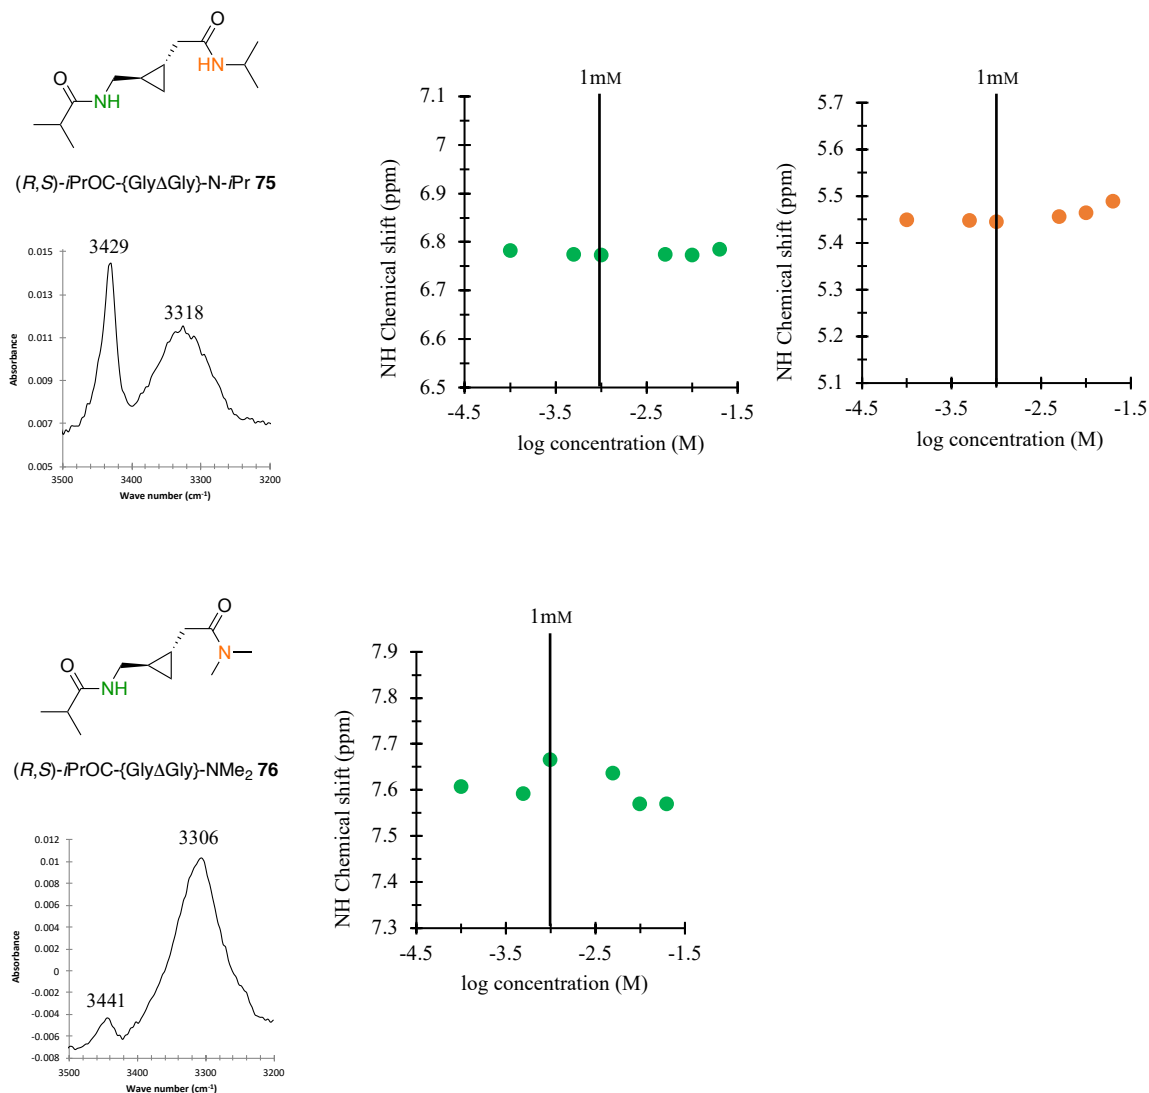 O
HN
O
NH
(R,S)-iPrOC-{GlyΔGly}-N-iPr 75
3429
3318
0.015
0.013
0.011
0.009
0.007
0.005
Absorbance
3500
3400
3300
3200
Wave number (cm-1)
1mM
7.1
7
6.9
6.8
6.7
6.6
6.5
NH Chemical shift (ppm)
-4.5
-3.5
-2.5
-1.5
log concentration (M)
1mM
5.7
5.6
5.5
5.4
5.3
5.2
5.1
NH Chemical shift (ppm)
-4.5
-3.5
-2.5
-1.5
log concentration (M)
O
N
O
NH
(R,S)-iPrOC-{GlyΔGly}-NMe2 76
3306
3441
0.012
0.01
0.008
0.006
0.004
0.002
0
-0.002
-0.004
-0.006
-0.008
Absorbance
3500
3400
3300
3200
Wave number (cm-1)
1mM
7.9
7.8
7.7
7.6
7.5
7.4
7.3
NH Chemical shift (ppm)
-4.5
-3.5
-2.5
-1.5
log concentration (M)